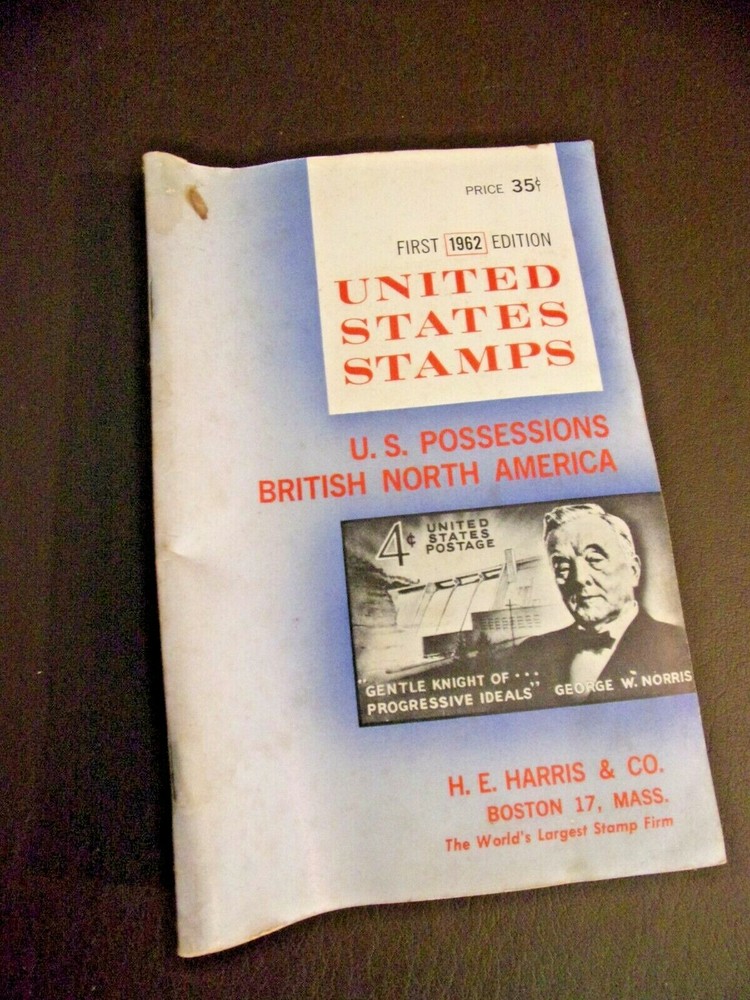 PRICE 35¢
FIRST 1962 EDITION
UNITED
STATES
STAMPS
U. S. POSSESSIONS
BRITISH NORTH AMERICA
4¢ UNITED
STATES
POSTAGE
"GENTLE KNIGHT OF ...
PROGRESSIVE IDEALS" GEORGE W. NORRIS
H. E. HARRIS & CO.
BOSTON 17, MASS.
The World's Largest Stamp Firm